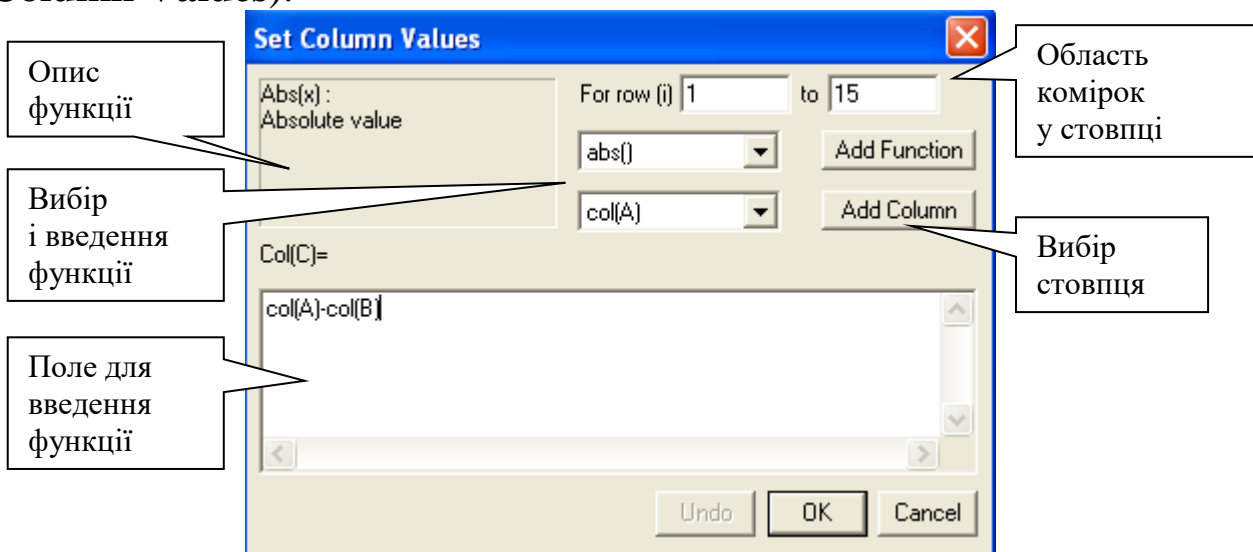 Column Values).
Set Column Values
Опис
функції
Abs(x) :
Absolute value
For row (i) 1 to 15
Область
комірок
у стовпці
abs()
Add Function
Вибір
і введення
функції
col(A)
Add Column
Вибір
стовпця
Col(C)=
col(A)-col(B)
Поле для
введення
функції
Undo
OK
Cancel